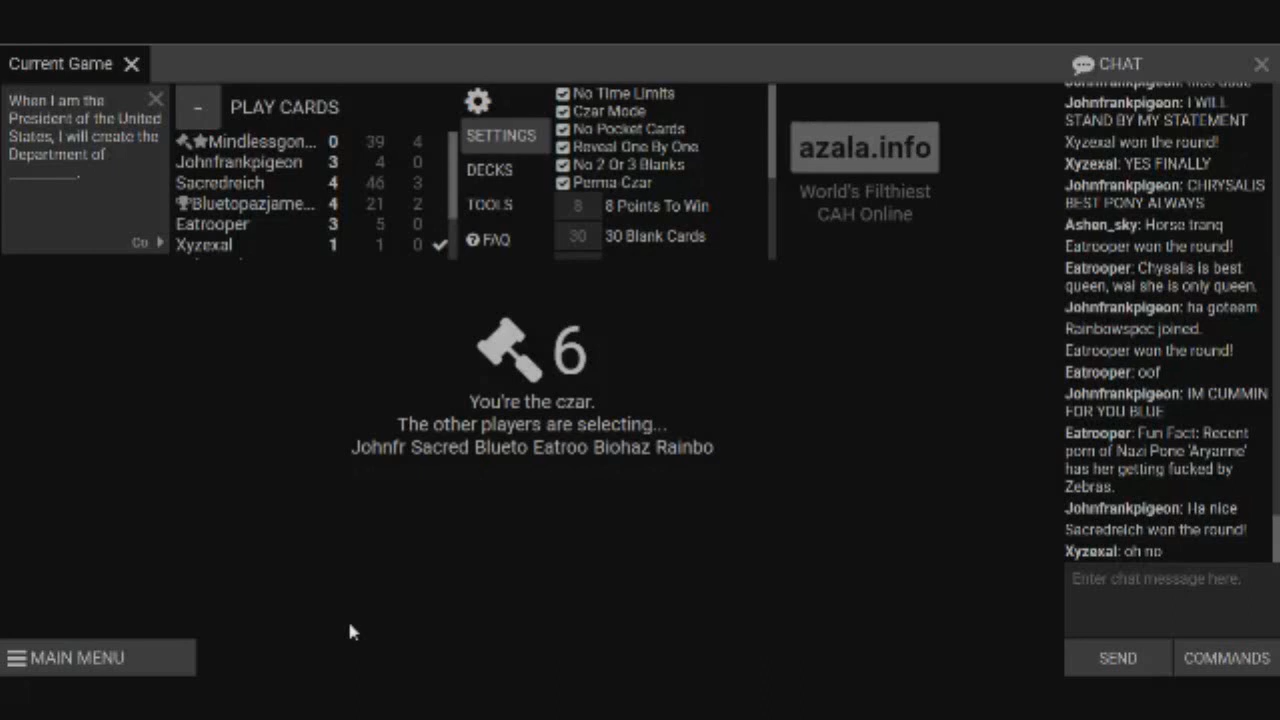 Current Game
CHAT
When I am the
President of the United
States, I will create the
Department of
________.
Co
-
PLAY CARDS
Mindlessgon... 0 39 4
Johnfrankpigeon 3 4 0
Sacredreich 4 46 3
Bluetopazjame... 4 21 2
Eatrooper 3 5 0
Xyzexal 1 1 0
SETTINGS
DECKS
TOOLS
FAQ
No Time Limits
Czar Mode
No Pocket Cards
Reveal One By One
No 2 Or 3 Blanks
Perma Czar
8 8 Points To Win
30 30 Blank Cards
azala.info
World's Filthiest
CAH Online
6
You're the czar.
The other players are selecting...
Johnfr Sacred Blueto Eatroo Biohaz Rainbo
Johnfrankpigeon: I WILL
STAND BY MY STATEMENT
Xyzexal won the round!
Xyzexal: YES FINALLY
Johnfrankpigeon: CHRYSALIS
BEST PONY ALWAYS
Ashen_sky: Horse tranq
Eatrooper won the round!
Eatrooper: Chysalis is best
queen, wai she is only queen.
Johnfrankpigeon: ha goteem
Rainbowspec joined.
Eatrooper won the round!
Eatrooper: oof
Johnfrankpigeon: IM CUMMIN
FOR YOU BLUE
Eatrooper: Fun Fact: Recent
porn of Nazi Pone 'Aryanne'
has her getting fucked by
Zebras.
Johnfrankpigeon: Ha nice
Sacredreich won the round!
Xyzexal: oh no
Enter chat message here.
SEND
COMMANDS
MAIN MENU